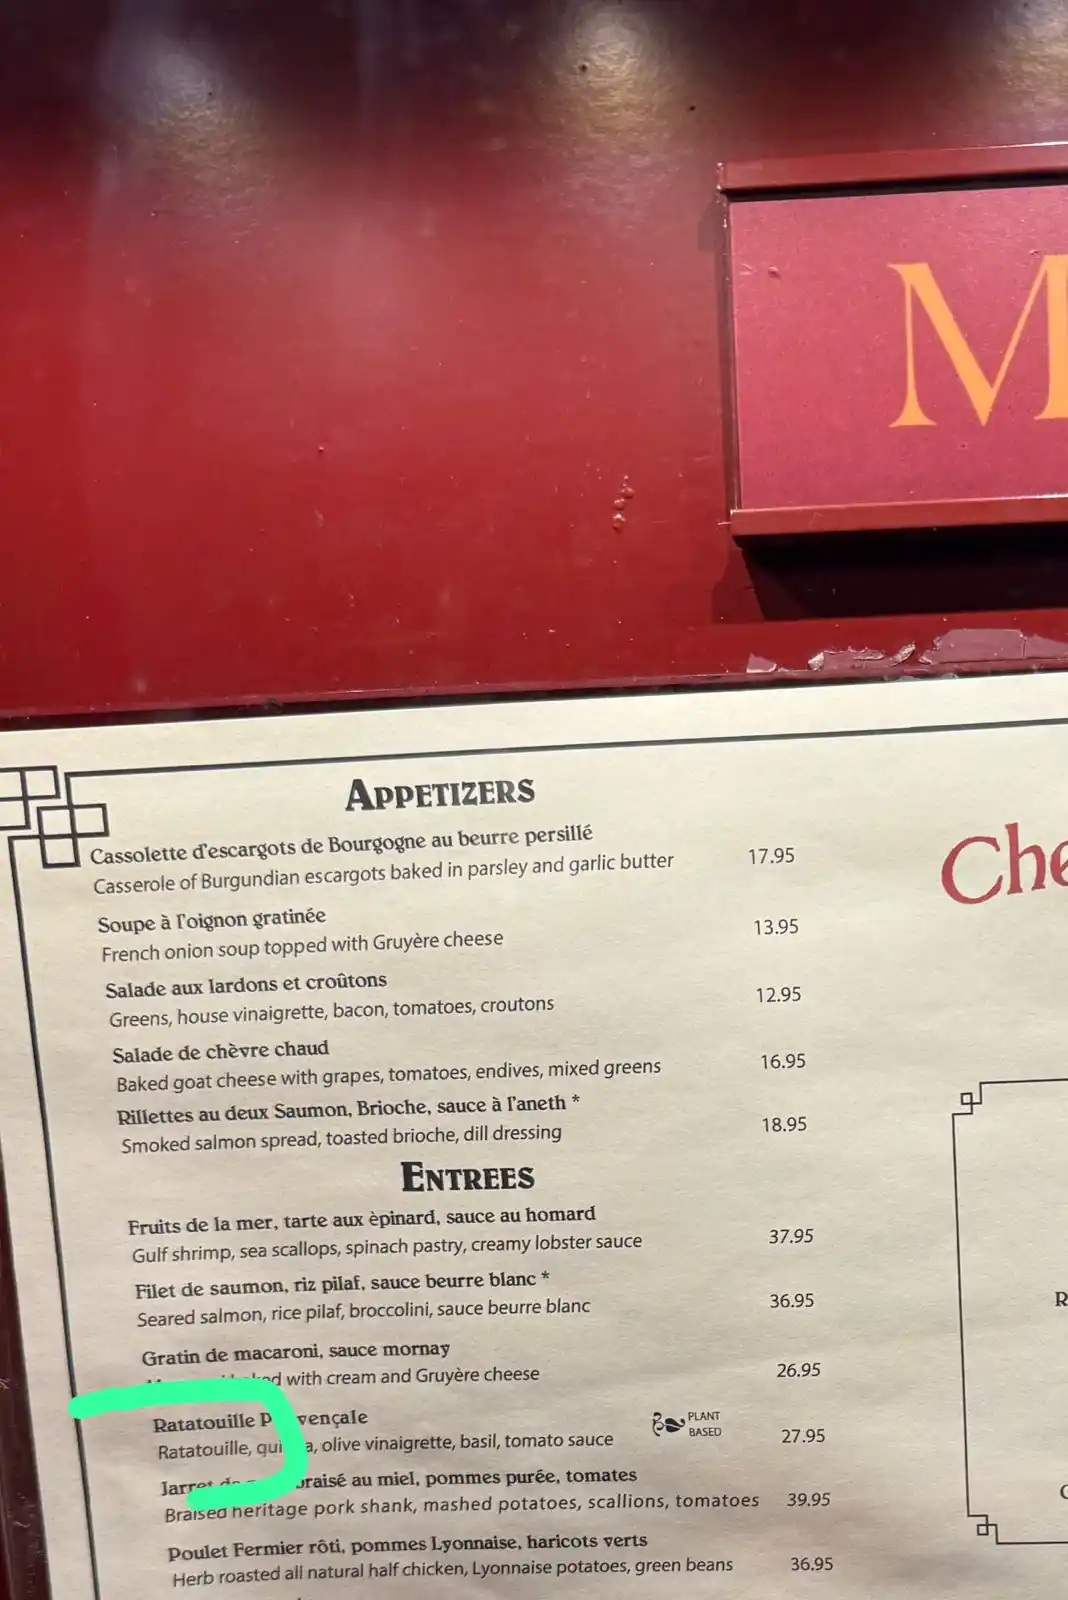 M
APPETIZERS
Cassolette d'escargots de Bourgogne au beurre persillé
Casserole of Burgundian escargots baked in parsley and garlic butter 17.95
Soupe à l'oignon gratinée
French onion soup topped with Gruyère cheese 13.95
Salade aux lardons et croûtons
Greens, house vinaigrette, bacon, tomatoes, croutons 12.95
Salade de chèvre chaud
Baked goat cheese with grapes, tomatoes, endives, mixed greens 16.95
Rillettes au deux Saumon, Brioche, sauce à l'aneth *
Smoked salmon spread, toasted brioche, dill dressing 18.95
ENTREES
Fruits de la mer, tarte aux èpinard, sauce au homard
Gulf shrimp, sea scallops, spinach pastry, creamy lobster sauce 37.95
Filet de saumon, riz pilaf, sauce beurre blanc *
Seared salmon, rice pilaf, broccolini, sauce beurre blanc 36.95
Gratin de macaroni, sauce mornay
with cream and Gruyère cheese 26.95
Ratatouille
Ratatouille, olive vinaigrette, basil, tomato sauce PLANT BASED 27.95
au miel, pommes purée, tomates
Braised heritage pork shank, mashed potatoes, scallions, tomatoes 39.95
Poulet Fermier rôti, pommes Lyonnaise, haricots verts
Herb roasted all natural half chicken, Lyonnaise potatoes, green beans 36.95
Che
R